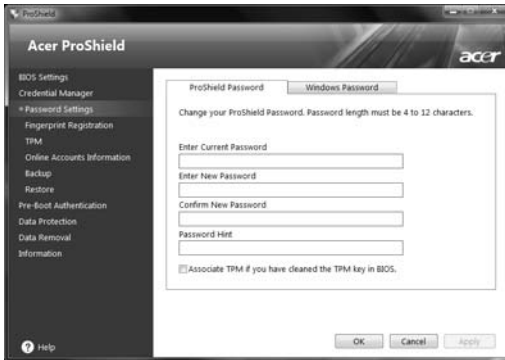 ProShield
Acer ProShield
acer
BIOS Settings
Credential Manager
Password Settings
Fingerprint Registration
TPM
Online Accounts Information
Backup
Restore
Pre-Boot Authentication
Data Protection
Data Removal
Information
Help
ProShield Password
Windows Password
Change your ProShield Password. Password length must be 4 to 12 characters.
Enter Current Password
Enter New Password
Confirm New Password
Password Hint
Associate TPM if you have cleaned the TPM key in BIOS.
OK Cancel Apply